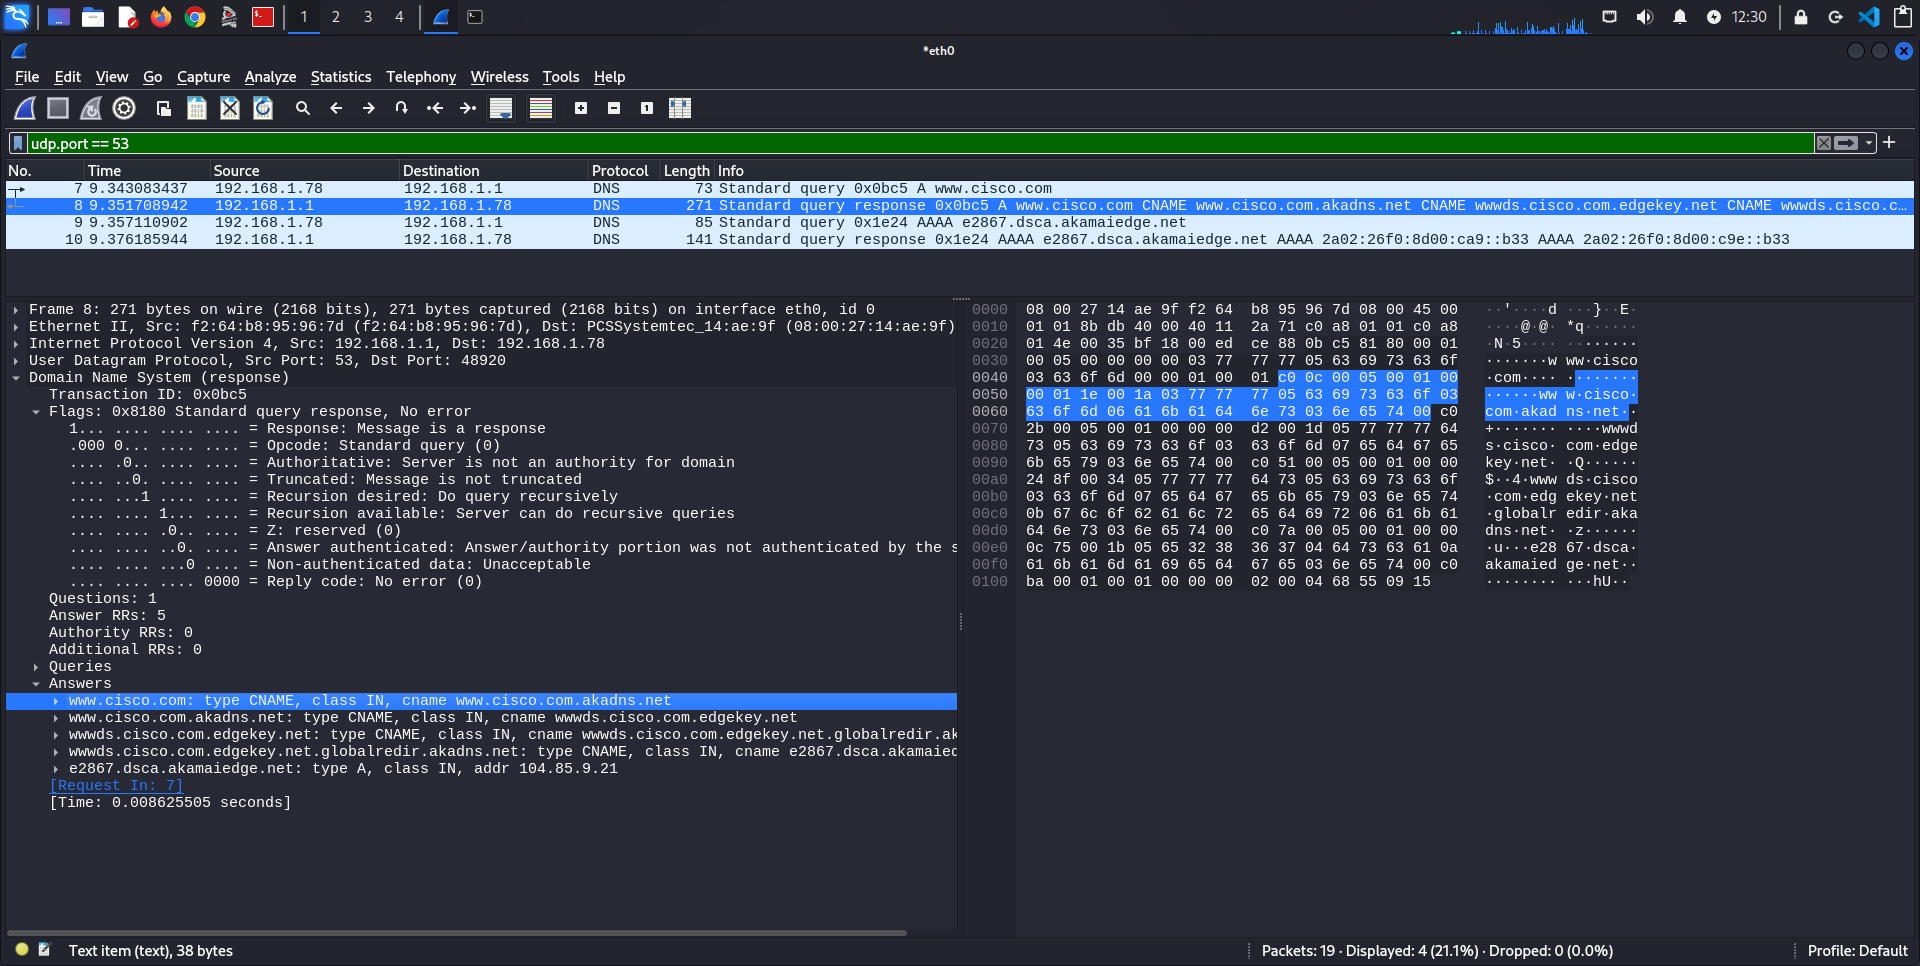 1 2 3 4 12:30
*eth0
File Edit View Go Capture Analyze Statistics Telephony Wireless Tools Help
udp.port == 53
No. Time Source Destination Protocol Length Info
7 9.343083437 192.168.1.78 192.168.1.1 DNS 73 Standard query 0x0bc5 A www.cisco.com
8 9.351708942 192.168.1.1 192.168.1.78 DNS 271 Standard query response 0x0bc5 A www.cisco.com CNAME www.cisco.com.akadns.net CNAME wwwds.cisco.com.edgekey.net CNAME wwwds.cisco.c…
9 9.357110902 192.168.1.78 192.168.1.1 DNS 85 Standard query 0x1e24 AAAA e2867.dsca.akamaiedge.net
10 9.376185944 192.168.1.1 192.168.1.78 DNS 141 Standard query response 0x1e24 AAAA e2867.dsca.akamaiedge.net AAAA 2a02:26f0:8d00:ca9::b33 AAAA 2a02:26f0:8d00:c9e::b33
Frame 8: 271 bytes on wire (2168 bits), 271 bytes captured (2168 bits) on interface eth0, id 0
Ethernet II, Src: f2:64:b8:95:96:7d (f2:64:b8:95:96:7d), Dst: PCSSystemtec_14:ae:9f (08:00:27:14:ae:9f)
Internet Protocol Version 4, Src: 192.168.1.1, Dst: 192.168.1.78
User Datagram Protocol, Src Port: 53, Dst Port: 48920
Domain Name System (response)
Transaction ID: 0x0bc5
Flags: 0x8180 Standard query response, No error
1... .... .... .... = Response: Message is a response
.000 0... .... .... = Opcode: Standard query (0)
.... .0.. .... .... = Authoritative: Server is not an authority for domain
.... ..0. .... .... = Truncated: Message is not truncated
.... ...1 .... .... = Recursion desired: Do query recursively
.... .... 1... .... = Recursion available: Server can do recursive queries
.... .... .0.. .... = Z: reserved (0)
.... .... ..0. .... = Answer authenticated: Answer/authority portion was not authenticated by the s
.... .... ...0 .... = Non-authenticated data: Unacceptable
.... .... .... 0000 = Reply code: No error (0)
Questions: 1
Answer RRs: 5
Authority RRs: 0
Additional RRs: 0
Queries
Answers
www.cisco.com: type CNAME, class IN, cname www.cisco.com.akadns.net
www.cisco.com.akadns.net: type CNAME, class IN, cname wwwds.cisco.com.edgekey.net
wwwds.cisco.com.edgekey.net: type CNAME, class IN, cname wwwds.cisco.com.edgekey.net.globalredir.ak
wwwds.cisco.com.edgekey.net.globalredir.akadns.net: type CNAME, class IN, cname e2867.dsca.akamaied
e2867.dsca.akamaiedge.net: type A, class IN, addr 104.85.9.21
[Request In: 7]
[Time: 0.008625505 seconds]
0000 08 00 27 14 ae 9f f2 64 b8 95 96 7d 08 00 45 00 ··'····d ···}··E·
0010 01 01 8b db 40 00 40 11 2a 71 c0 a8 01 01 c0 a8 ····@·@· *q······
0020 01 4e 00 35 bf 18 00 ed ce 88 0b c5 81 80 00 01 ·N·5···· ········
0030 00 05 00 00 00 00 03 77 77 77 05 63 69 73 63 6f ·······w ww·cisco
0040 03 63 6f 6d 00 00 01 00 01 c0 0c 00 05 00 01 00 ·com···· ········
0050 00 01 1e 00 1a 03 77 77 77 05 63 69 73 63 6f 03 ······ww w·cisco·
0060 63 6f 6d 06 61 6b 61 64 6e 73 03 6e 65 74 00 c0 com·akad ns·net··
0070 2b 00 05 00 01 00 00 00 d2 00 1d 05 77 77 77 64 +······· ····wwwd
0080 73 05 63 69 73 63 6f 03 63 6f 6d 07 65 64 67 65 s·cisco· com·edge
0090 6b 65 79 03 6e 65 74 00 c0 51 00 05 00 01 00 00 key·net· ·Q······
00a0 24 8f 00 34 05 77 77 77 64 73 05 63 69 73 63 6f $··4·www ds·cisco
00b0 03 63 6f 6d 07 65 64 67 65 6b 65 79 03 6e 65 74 ·com·edg ekey·net
00c0 0b 67 6c 6f 62 61 6c 72 65 64 69 72 06 61 6b 61 ·globalr edir·aka
00d0 64 6e 73 03 6e 65 74 00 c0 7a 00 05 00 01 00 00 dns·net· ·z······
00e0 0c 75 00 1b 05 65 32 38 36 37 04 64 73 63 61 0a ·u···e28 67·dsca·
00f0 61 6b 61 6d 61 69 65 64 67 65 03 6e 65 74 00 c0 akamaied ge·net··
0100 ba 00 01 00 01 00 00 00 02 00 04 68 55 09 15 ········ ···hU··
Text item (text), 38 bytes
Packets: 19 · Displayed: 4 (21.1%) · Dropped: 0 (0.0%)
Profile: Default